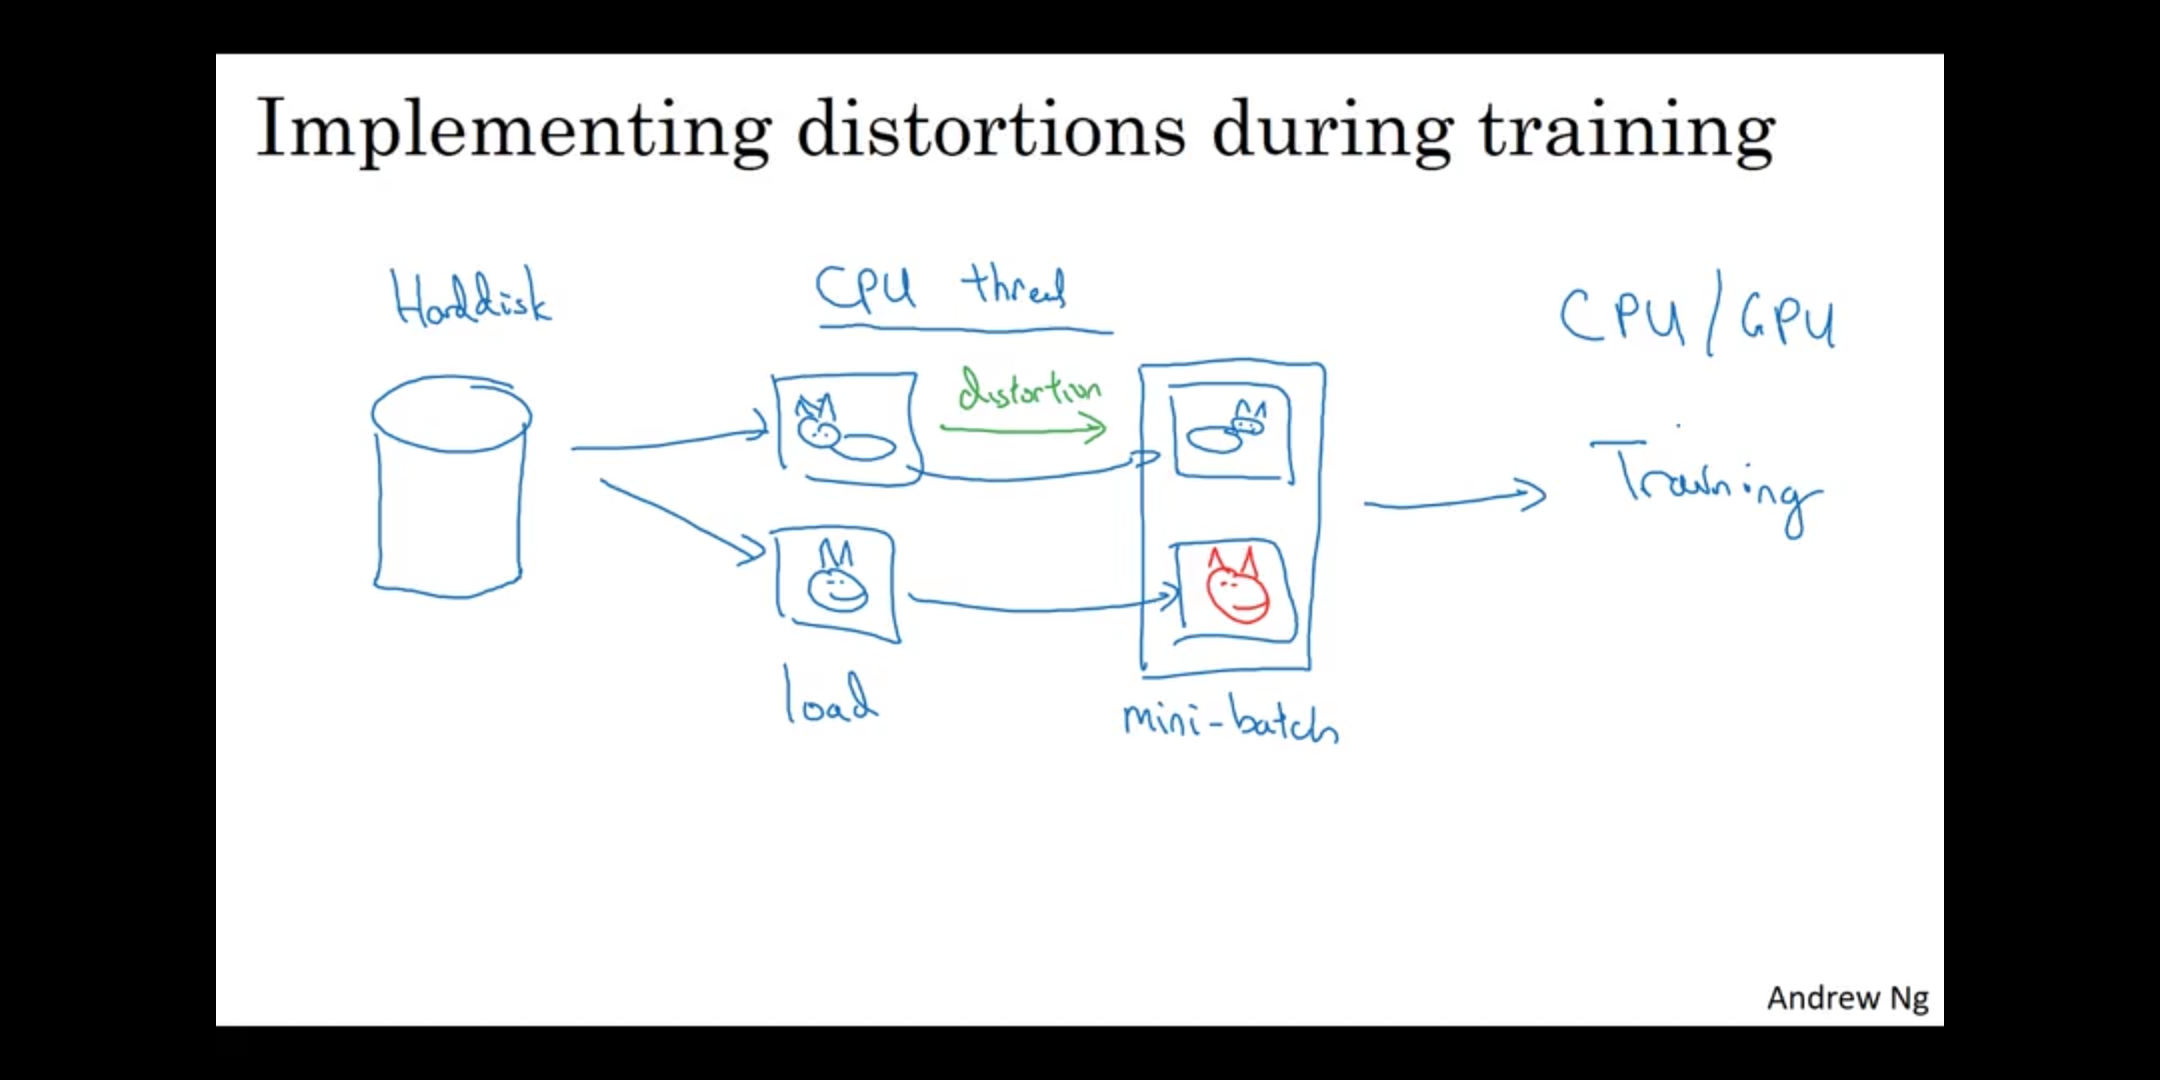 Implementing distortions during training
Harddisk
CPU thread
CPU/GPU
distortion
Training
load
mini-batch
Andrew Ng